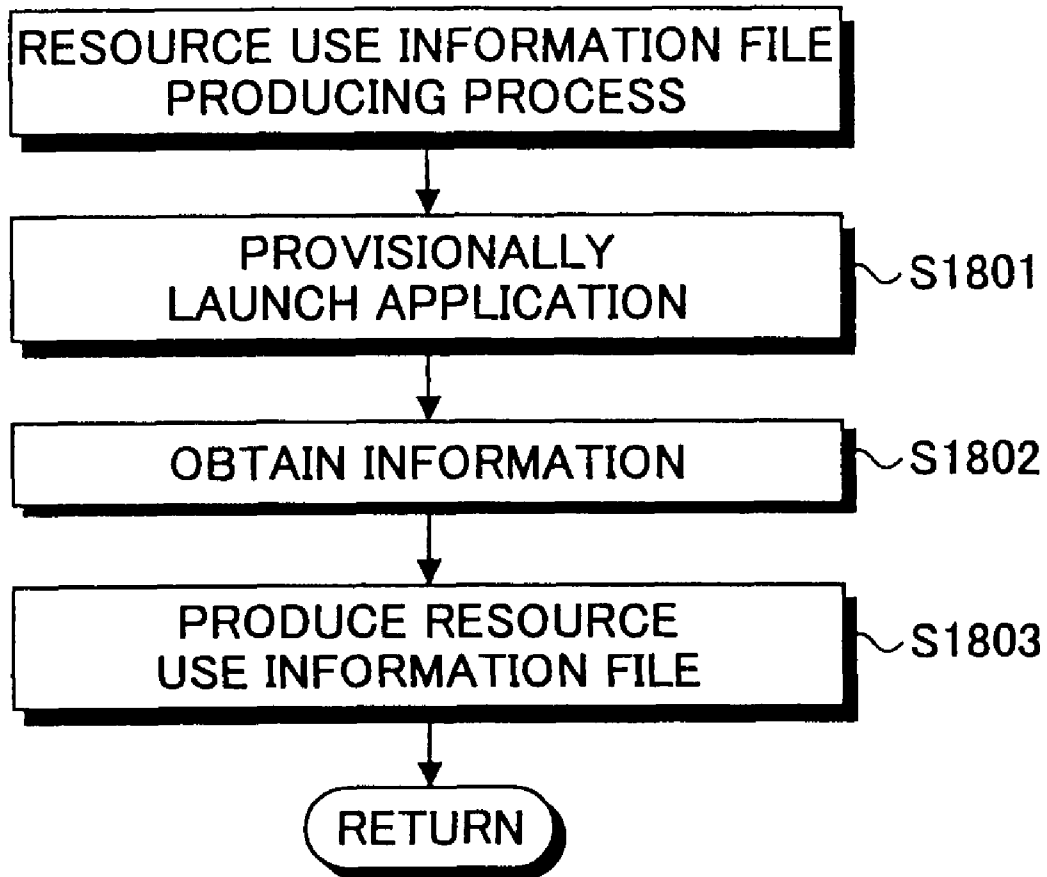 RESOURCE USE INFORMATION FILE
PRODUCING PROCESS
PROVISIONALLY
LAUNCH APPLICATION
S1801
OBTAIN INFORMATION
S1802
PRODUCE RESOURCE
USE INFORMATION FILE
S1803
RETURN